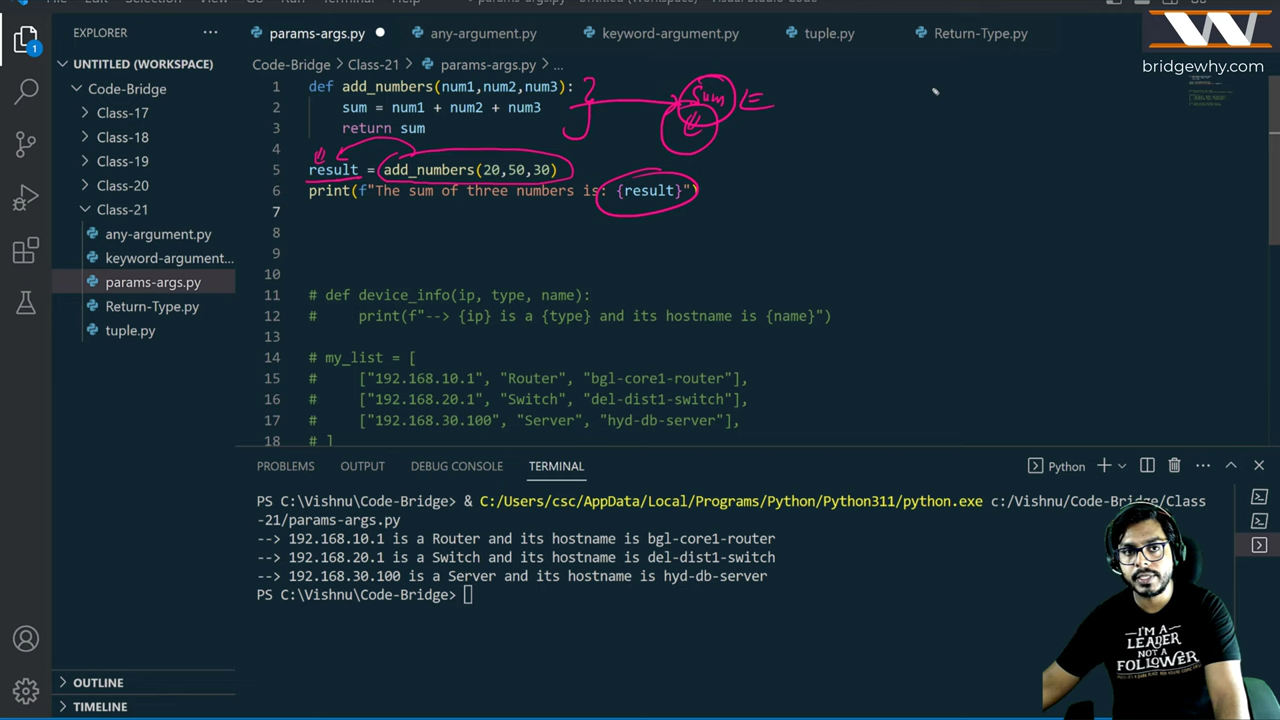 params-args.py - Visual Studio Code
EXPLORER
params-args.py
any-argument.py
keyword-argument.py
tuple.py
Return-Type.py
bridgewhy.com
UNTITLED (WORKSPACE)
Code-Bridge > Class-21 > params-args.py > ...
Code-Bridge
Class-17
Class-18
Class-19
Class-20
Class-21
any-argument.py
keyword-argument...
params-args.py
Return-Type.py
tuple.py
1 def add_numbers(num1,num2,num3):
2 sum = num1 + num2 + num3
3 return sum
4
5 result = add_numbers(20,50,30)
6 print(f"The sum of three numbers is: {result}")
7
8
9
10
11 # def device_info(ip, type, name):
12 # print(f"--> {ip} is a {type} and its hostname is {name}")
13
14 # my_list = [
15 # ["192.168.10.1", "Router", "bgl-core1-router"],
16 # ["192.168.20.1", "Switch", "del-dist1-switch"],
17 # ["192.168.30.100", "Server", "hyd-db-server"],
18 # ]
Sum
PROBLEMS OUTPUT DEBUG CONSOLE TERMINAL
Python
PS C:\Vishnu\Code-Bridge> & C:/Users/csc/AppData/Local/Programs/Python/Python311/python.exe c:/Vishnu/Code-Bridge/Class
-21/params-args.py
--> 192.168.10.1 is a Router and its hostname is bgl-core1-router
--> 192.168.20.1 is a Switch and its hostname is del-dist1-switch
--> 192.168.30.100 is a Server and its hostname is hyd-db-server
PS C:\Vishnu\Code-Bridge>
I'M A
LEADER
NOT A
FOLLOWER
OUTLINE
TIMELINE
1